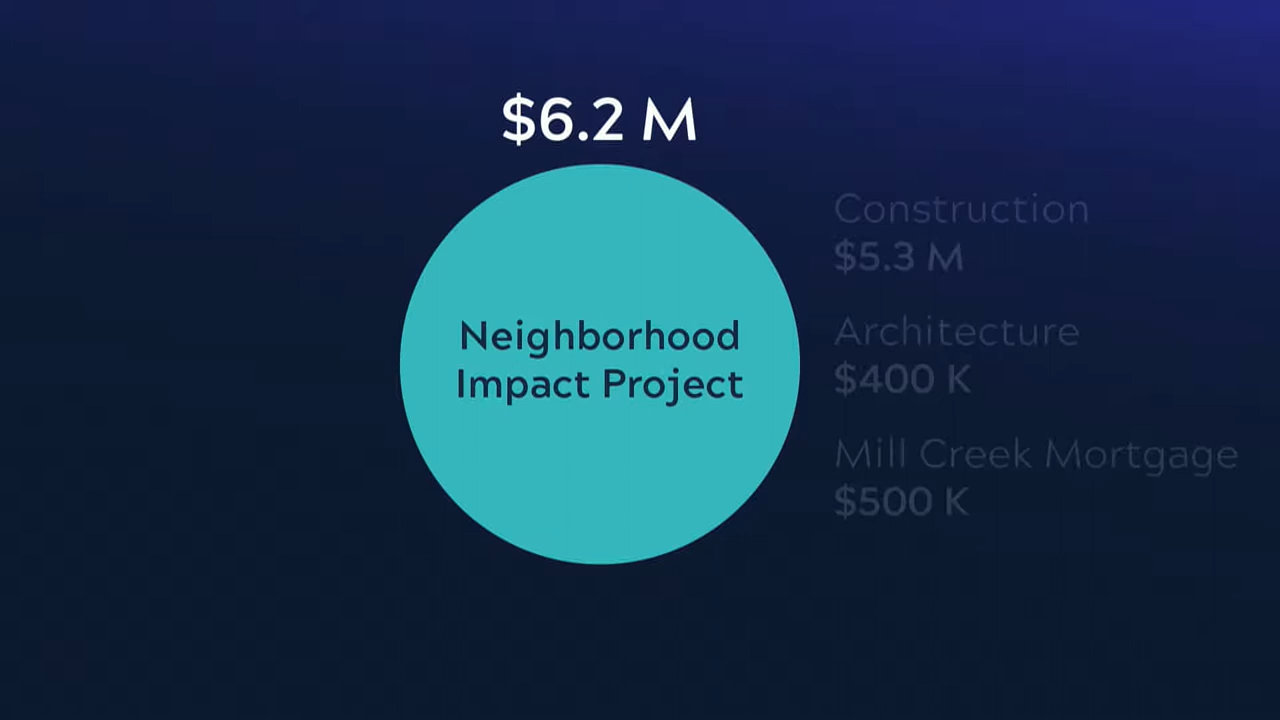 $6.2 M
Neighborhood
Impact Project
Construction
$5.3 M
Architecture
$400 K
Mill Creek Mortgage
$500 K